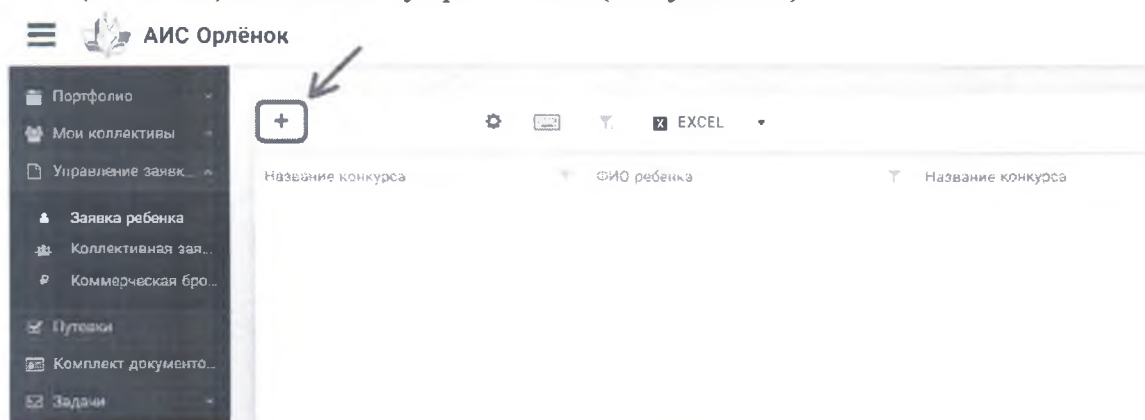 АИС Орлёнок
Портфолио
Мои коллективы
Управление заявк...
Заявка ребенка
Коллективная зая...
Коммерческая бро...
Путевки
Комплект документо...
Задачи
+
EXCEL
Название конкурса
ФИО ребенка
Название конкурса